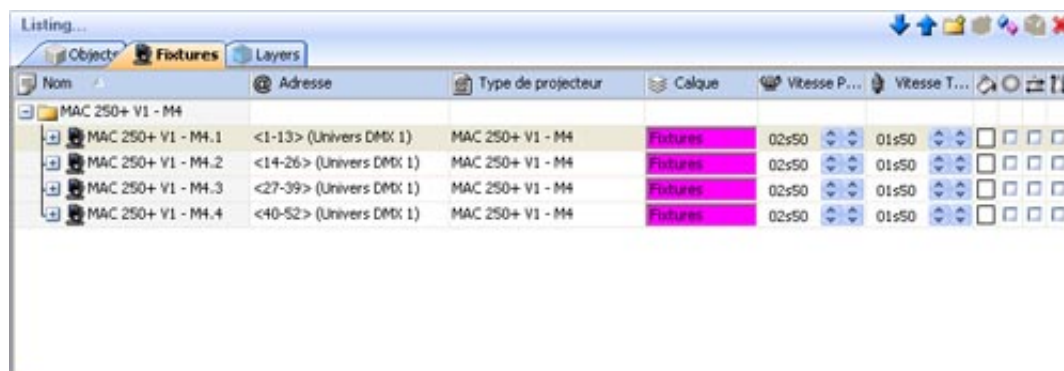 Listing...
Objects Fixtures Layers
Nom Adresse Type de projecteur Calque Vitesse P... Vitesse T...
MAC 250+ V1 - M4
MAC 250+ V1 - M4.1 <1-13> (Univers DMX 1) MAC 250+ V1 - M4 Fixtures 02s50 01s50
MAC 250+ V1 - M4.2 <14-26> (Univers DMX 1) MAC 250+ V1 - M4 Fixtures 02s50 01s50
MAC 250+ V1 - M4.3 <27-39> (Univers DMX 1) MAC 250+ V1 - M4 Fixtures 02s50 01s50
MAC 250+ V1 - M4.4 <40-52> (Univers DMX 1) MAC 250+ V1 - M4 Fixtures 02s50 01s50